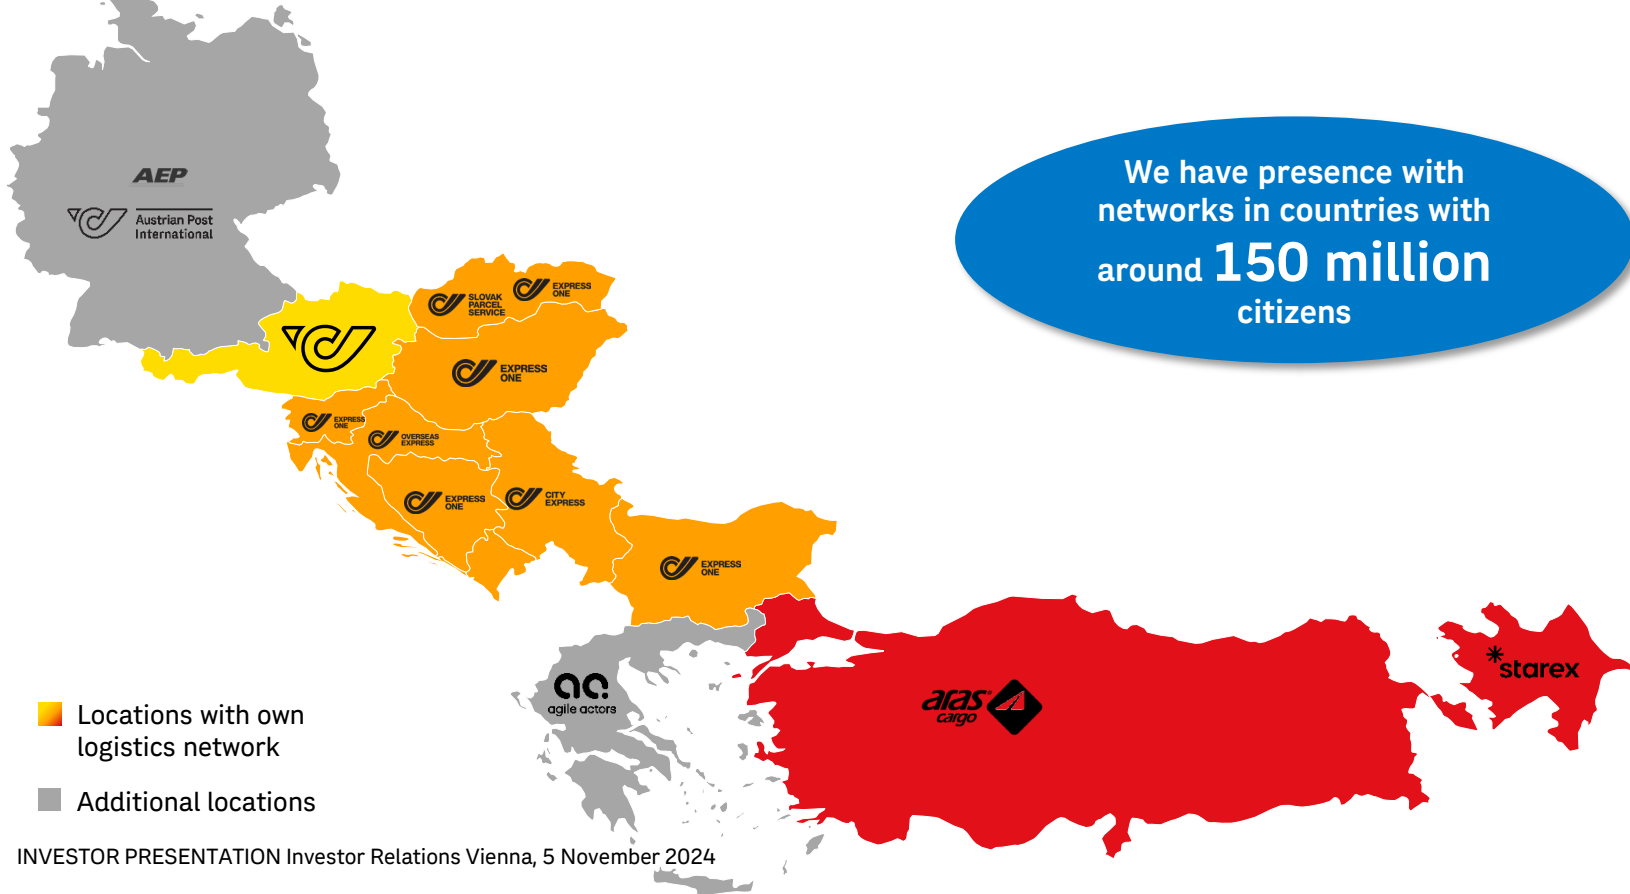 We have presence with
networks in countries with
around 150 million
citizens
AEP
Austrian Post
International
SLOVAK
PARCEL
SERVICE
EXPRESS
ONE
EXPRESS
ONE
EXPRESS
ONE
OVERSEAS
EXPRESS
EXPRESS
ONE
CITY
EXPRESS
EXPRESS
ONE
agile actors
aras®
cargo
starex
Locations with own
logistics network
Additional locations
INVESTOR PRESENTATION Investor Relations Vienna, 5 November 2024